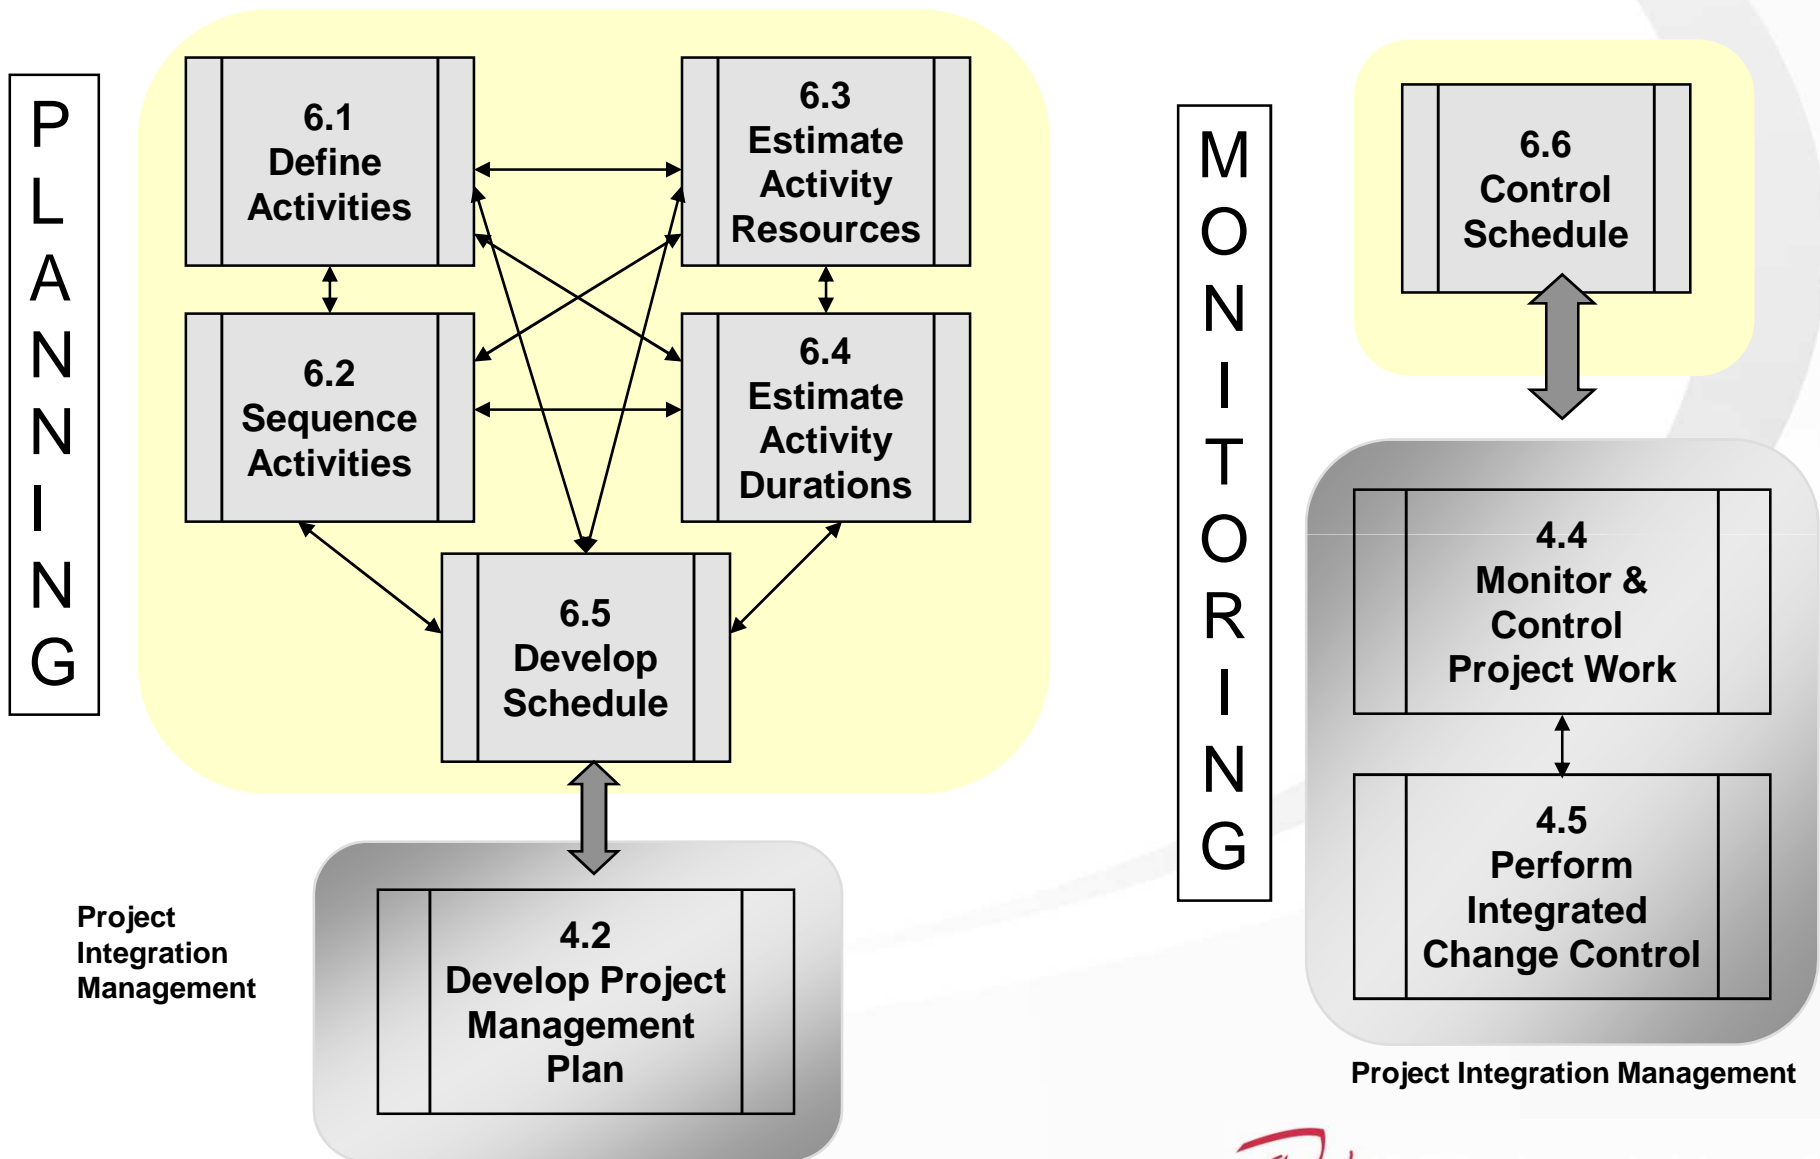 PLANNING
6.1
Define
Activities
6.3
Estimate
Activity
Resources
6.2
Sequence
Activities
6.4
Estimate
Activity
Durations
6.5
Develop
Schedule
Project
Integration
Management
4.2
Develop Project
Management
Plan
MONITORING
6.6
Control
Schedule
4.4
Monitor &
Control
Project Work
4.5
Perform
Integrated
Change Control
Project Integration Management